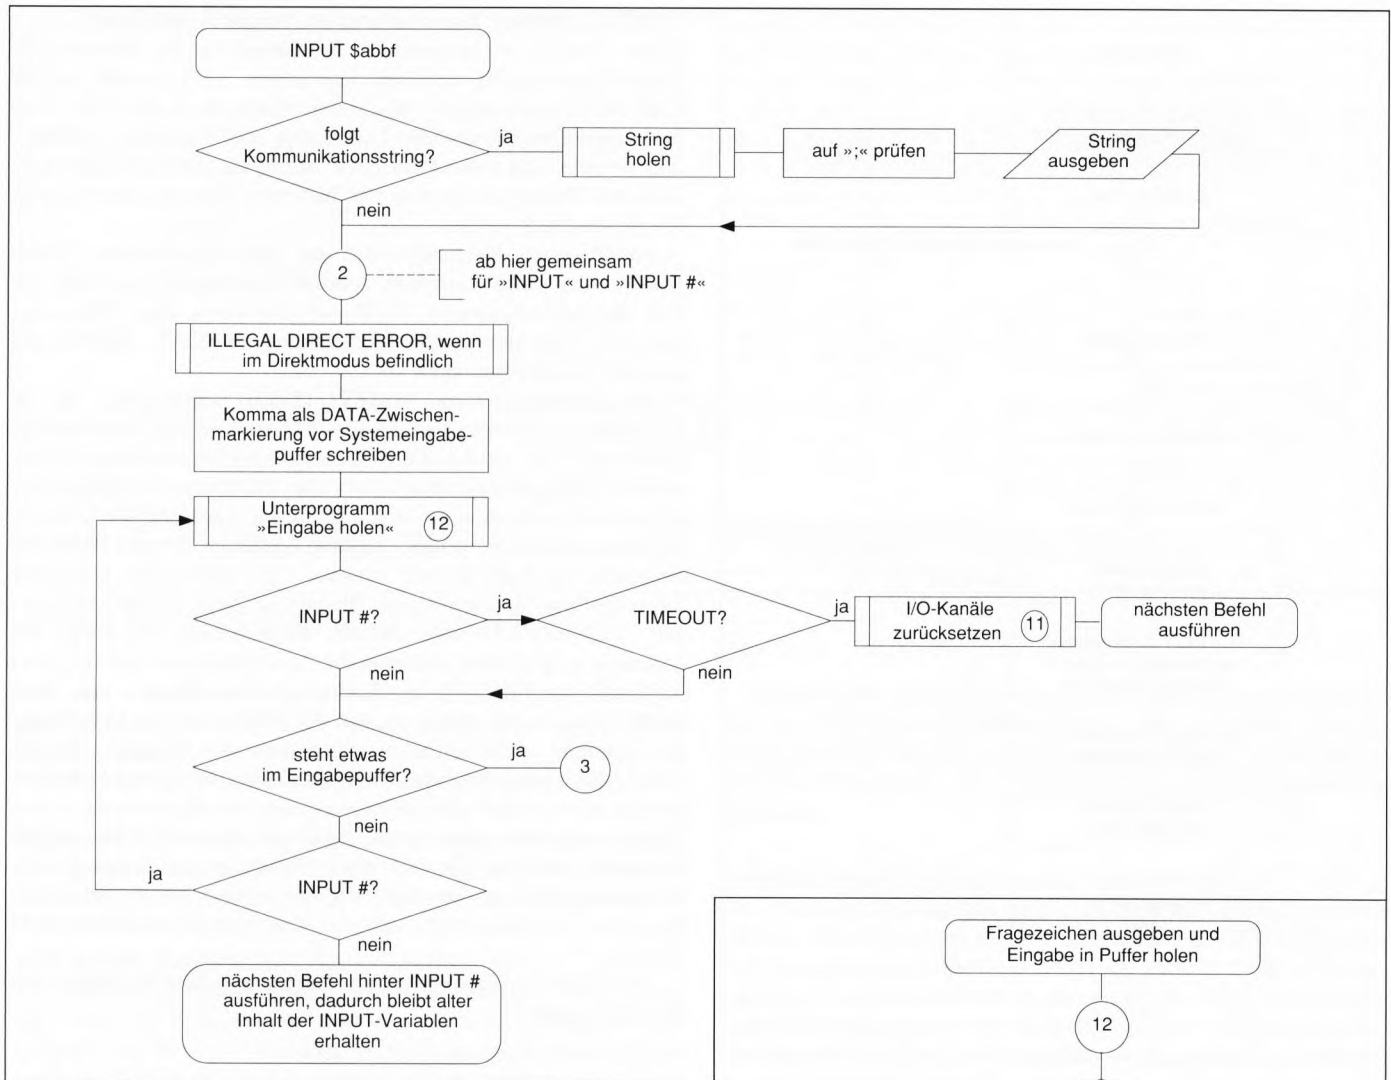 INPUT $abbf
folgt
Kommunikationsstring?
ja
String
holen
auf »;« prüfen
String
ausgeben
nein
2
ab hier gemeinsam
für »INPUT« und »INPUT #«
ILLEGAL DIRECT ERROR, wenn
im Direktmodus befindlich
Komma als DATA-Zwischen-
markierung vor Systemeingabe-
puffer schreiben
Unterprogramm
»Eingabe holen«
12
INPUT #?
ja
TIMEOUT?
ja
I/O-Kanäle
zurücksetzen
11
nächsten Befehl
ausführen
nein
nein
steht etwas
im Eingabepuffer?
ja
3
nein
INPUT #?
ja
nein
nächsten Befehl hinter INPUT #
ausführen, dadurch bleibt alter
Inhalt der INPUT-Variablen
erhalten
Fragezeichen ausgeben und
Eingabe in Puffer holen
12